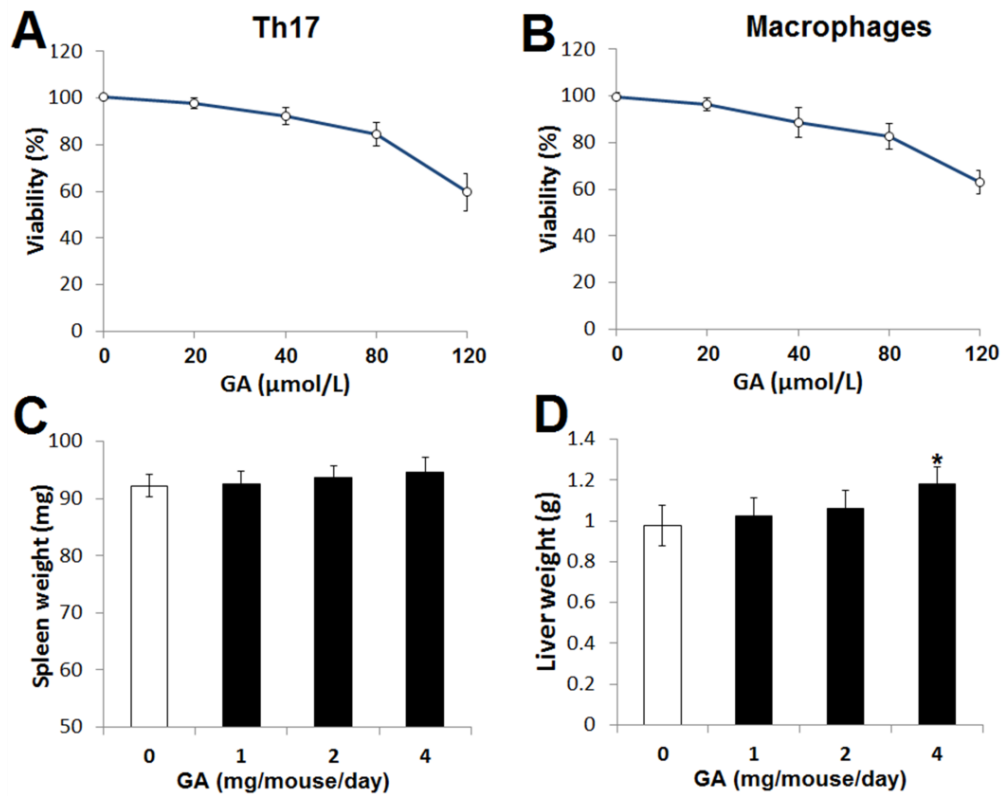 A
Th17
120
100
80
60
40
20
0
Viability (%)
0 20 40 80 120
GA (μmol/L)
B
Macrophages
120
100
80
60
40
20
0
Viability (%)
0 20 40 80 120
GA (μmol/L)
C
100
90
80
70
60
50
Spleen weight (mg)
0 1 2 4
GA (mg/mouse/day)
D
1.4
1.2
1
0.8
0.6
0.4
0.2
0
Liver weight (g)
*
0 1 2 4
GA (mg/mouse/day)